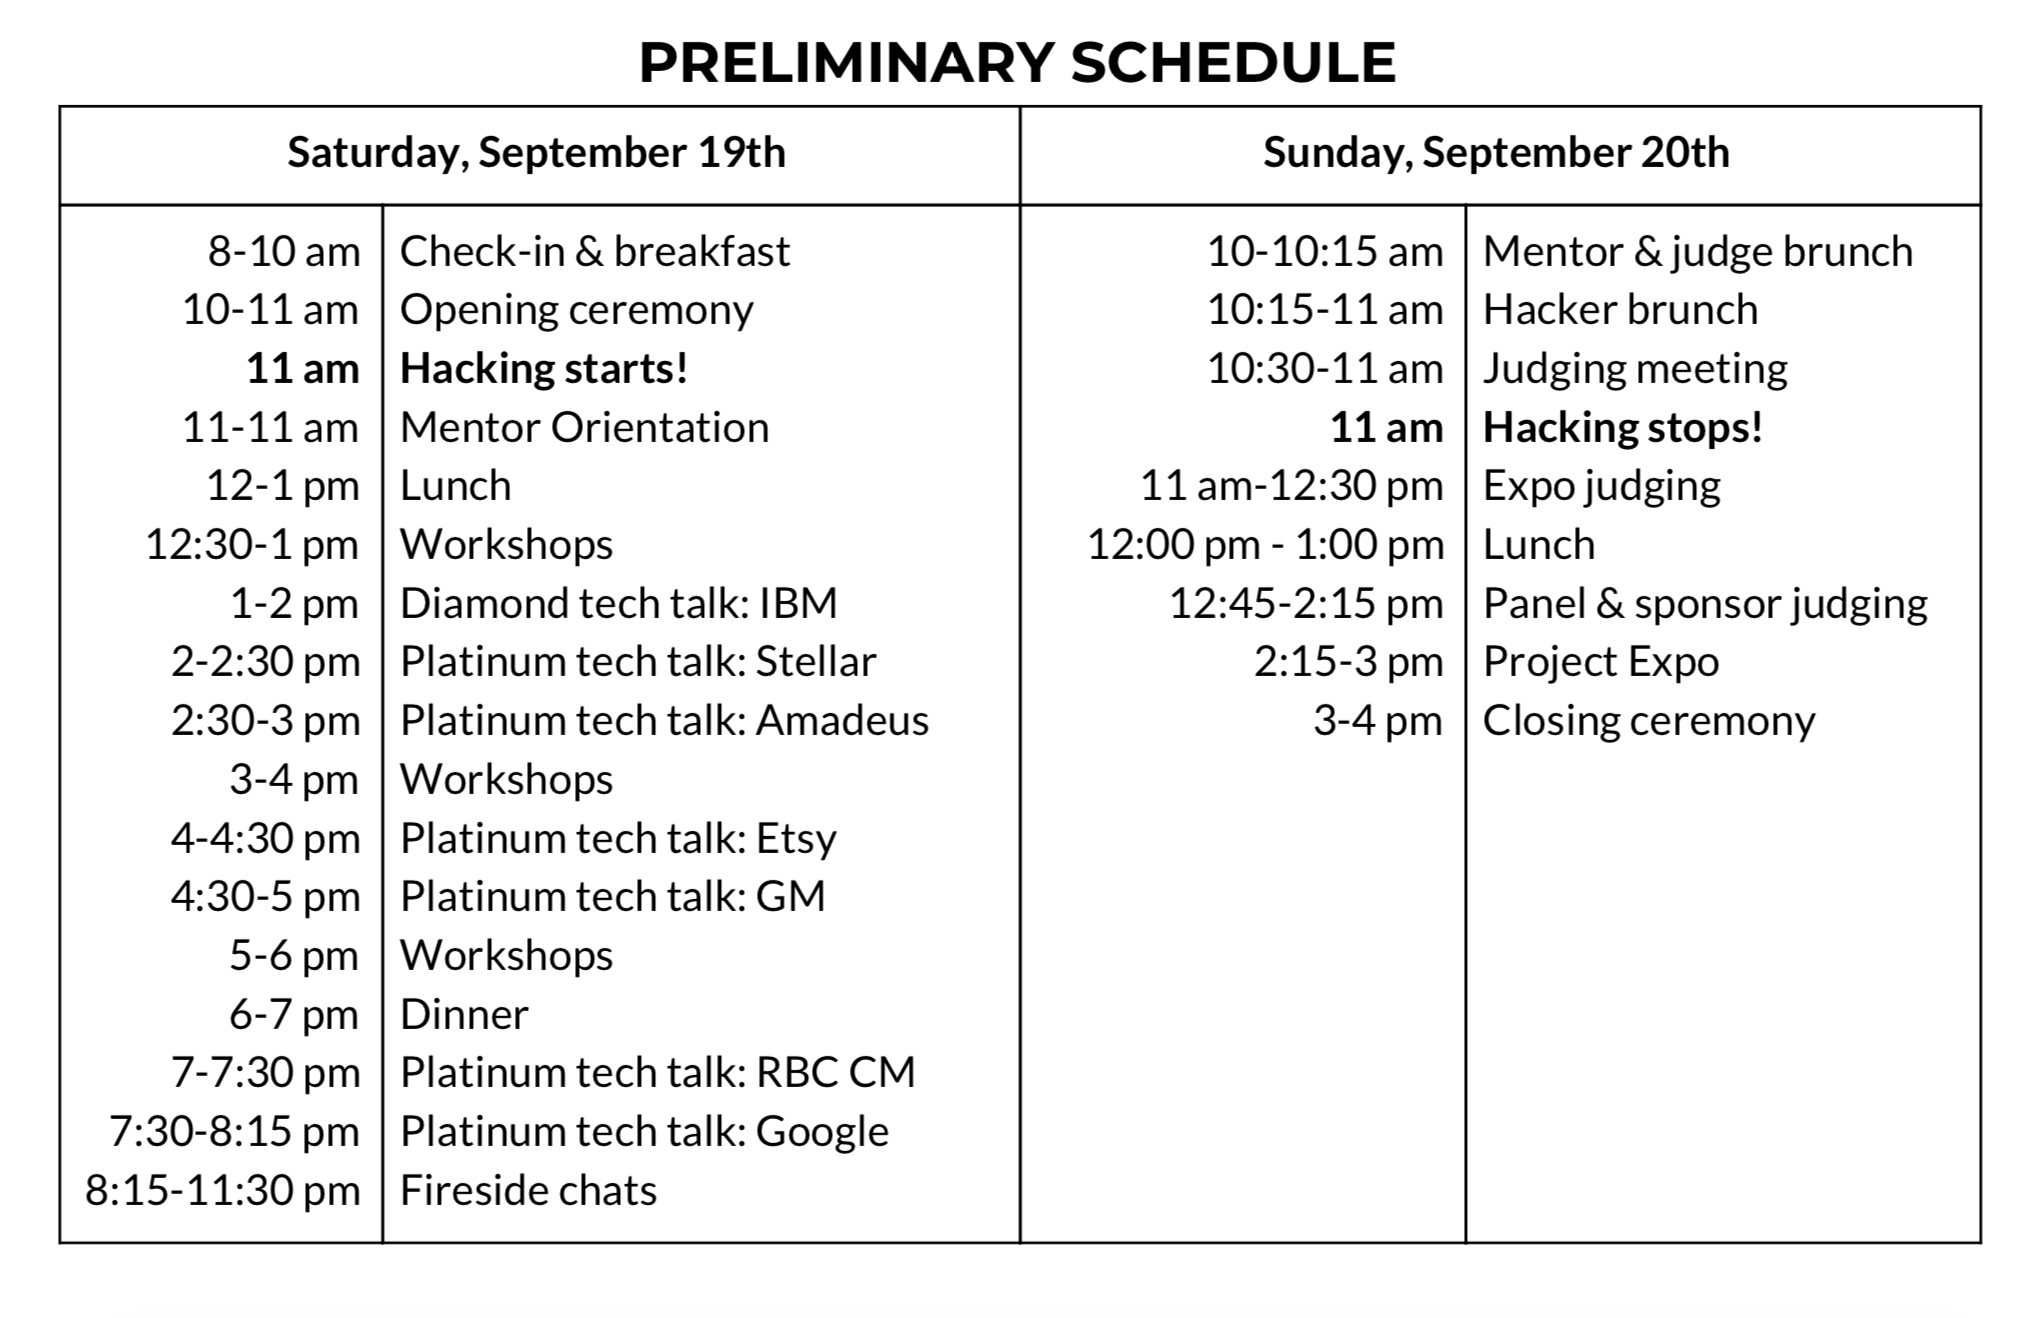 PRELIMINARY SCHEDULE
Saturday, September 19th
8-10 am Check-in & breakfast
10-11 am Opening ceremony
11 am Hacking starts!
11-11 am Mentor Orientation
12-1 pm Lunch
12:30-1 pm Workshops
1-2 pm Diamond tech talk: IBM
2-2:30 pm Platinum tech talk: Stellar
2:30-3 pm Platinum tech talk: Amadeus
3-4 pm Workshops
4-4:30 pm Platinum tech talk: Etsy
4:30-5 pm Platinum tech talk: GM
5-6 pm Workshops
6-7 pm Dinner
7-7:30 pm Platinum tech talk: RBC CM
7:30-8:15 pm Platinum tech talk: Google
8:15-11:30 pm Fireside chats
Sunday, September 20th
10-10:15 am Mentor & judge brunch
10:15-11 am Hacker brunch
10:30-11 am Judging meeting
11 am Hacking stops!
11 am-12:30 pm Expo judging
12:00 pm - 1:00 pm Lunch
12:45-2:15 pm Panel & sponsor judging
2:15-3 pm Project Expo
3-4 pm Closing ceremony